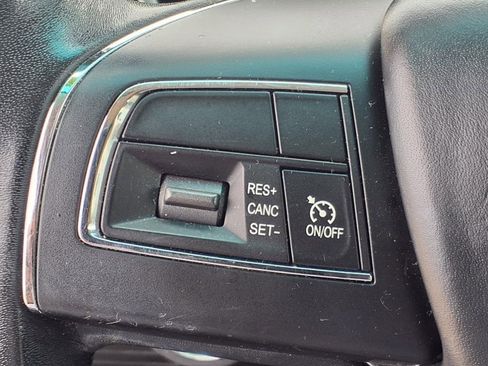 RES+
CANC
SET-
ON/OFF